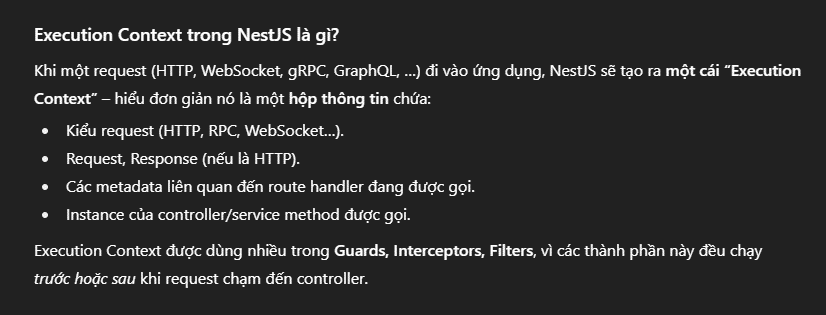 Execution Context trong NestJS là gì?
Khi một request (HTTP, WebSocket, gRPC, GraphQL, ...) đi vào ứng dụng, NestJS sẽ tạo ra một cái “Execution
Context” – hiểu đơn giản nó là một hộp thông tin chứa:
• Kiểu request (HTTP, RPC, WebSocket...).
• Request, Response (nếu là HTTP).
• Các metadata liên quan đến route handler đang được gọi.
• Instance của controller/service method được gọi.
Execution Context được dùng nhiều trong Guards, Interceptors, Filters, vì các thành phần này đều chạy
trước hoặc sau khi request chạm đến controller.